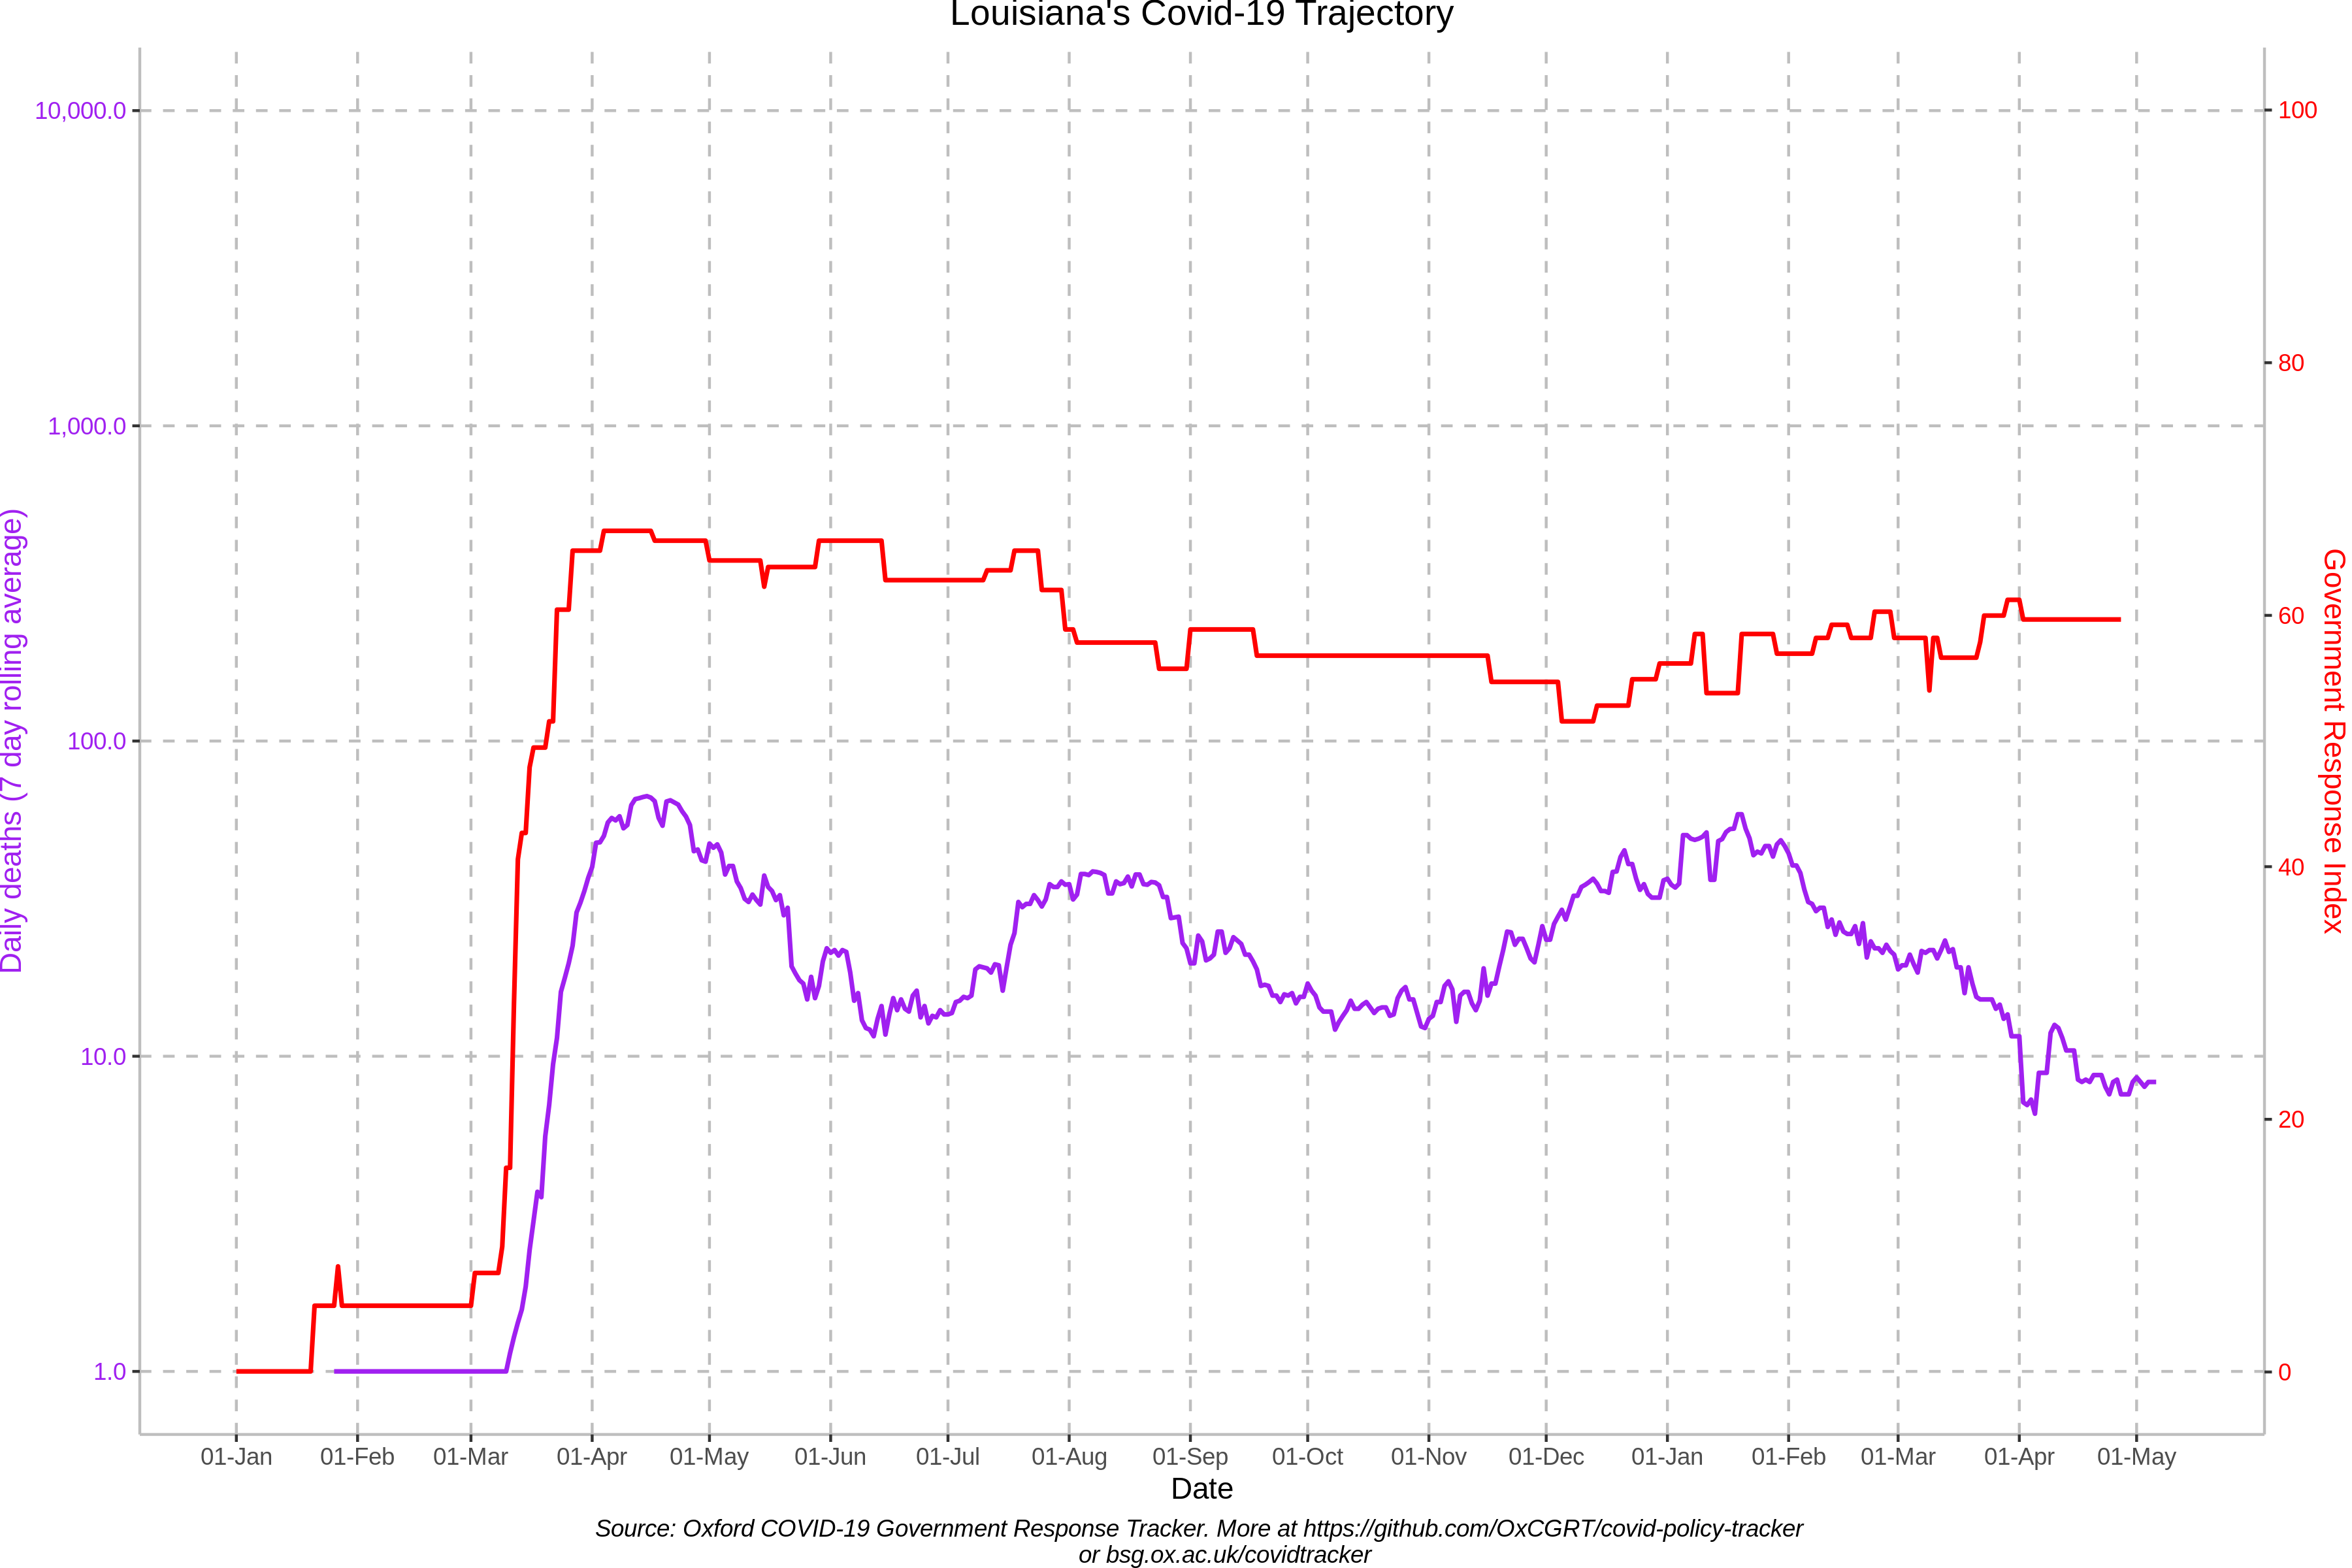 Louisiana's Covid-19 Trajectory
10,000.0
1,000.0
100.0
10.0
1.0
Daily deaths (7 day rolling average)
100
80
60
40
20
0
Government Response Index
01-Jan 01-Feb 01-Mar 01-Apr 01-May 01-Jun 01-Jul 01-Aug 01-Sep 01-Oct 01-Nov 01-Dec 01-Jan 01-Feb 01-Mar 01-Apr 01-May
Date
Source: Oxford COVID-19 Government Response Tracker. More at https://github.com/OxCGRT/covid-policy-tracker
or bsg.ox.ac.uk/covidtracker